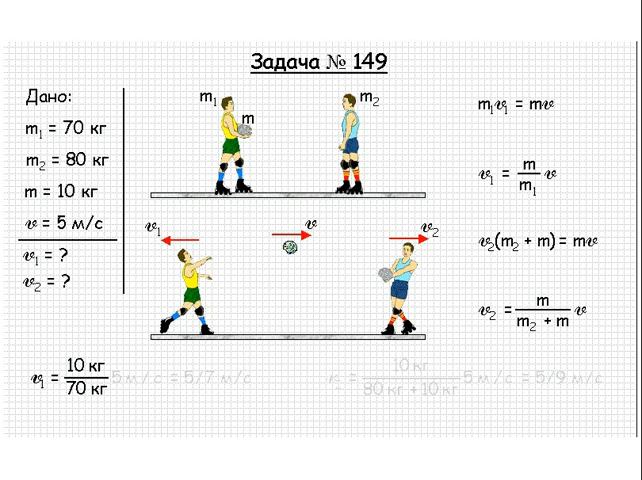 Задача № 149
Дано:
m₁ = 70 кг
m₂ = 80 кг
m = 10 кг
v = 5 м/с
v₁ = ?
v₂ = ?
m₁
m
m₂
v₁
v
v₂
m₁v₁ = mv
v₁ = m/m₁ v
v₂(m₂ + m) = mv
v₂ = m/(m₂ + m) v
v₁ = 10 кг/70 кг 5 м/с = 5/7 м/с
v₂ = 10 кг/(80 кг + 10 кг) 5 м/с = 5/9 м/с